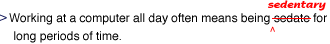 sedentary
> Working at a computer all day often means being sedate for
^
long periods of time.